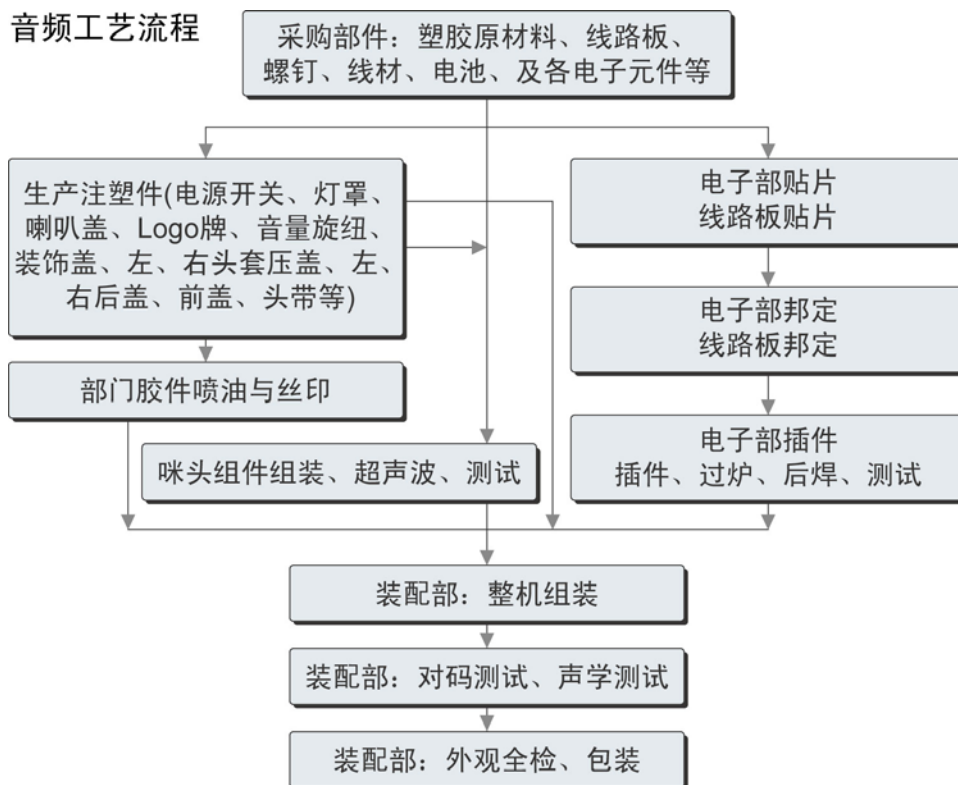 音频工艺流程
采购部件：塑胶原材料、线路板、
螺钉、线材、电池、及各电子元件等
生产注塑件(电源开关、灯罩、
喇叭盖、Logo牌、音量旋纽、
装饰盖、左、右头套压盖、左、
右后盖、前盖、头带等)
电子部贴片
线路板贴片
电子部邦定
线路板邦定
部门胶件喷油与丝印
电子部插件
插件、过炉、后焊、测试
咪头组件组装、超声波、测试
装配部：整机组装
装配部：对码测试、声学测试
装配部：外观全检、包装